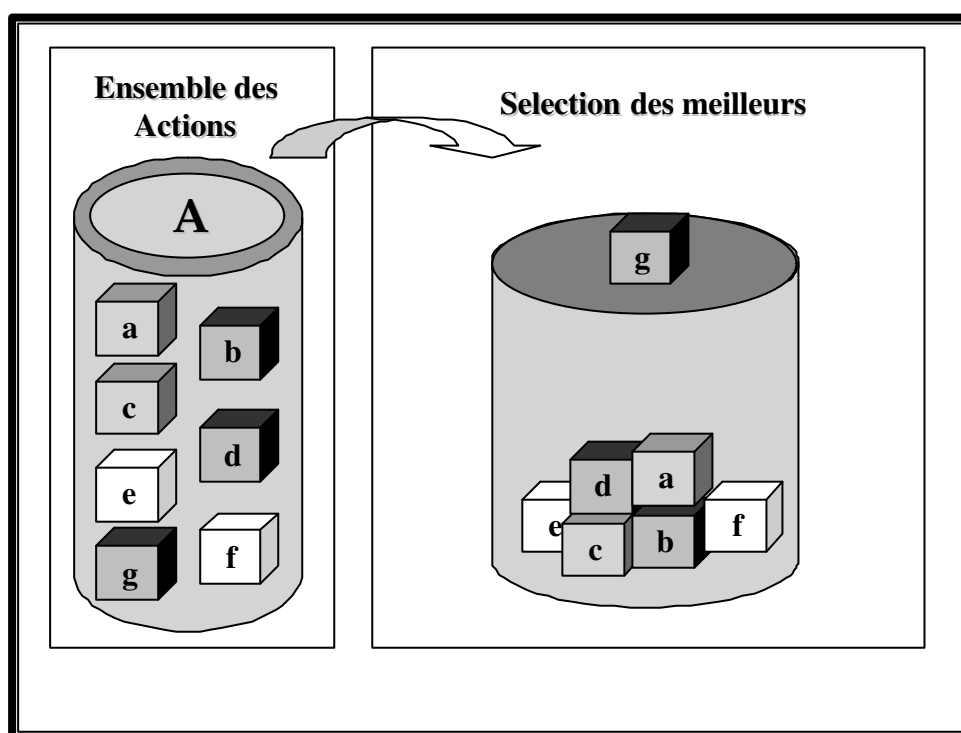 Ensemble des
Actions
A
a
b
c
d
e
f
g
Selection des meilleurs
g
d
a
e
c
b
f